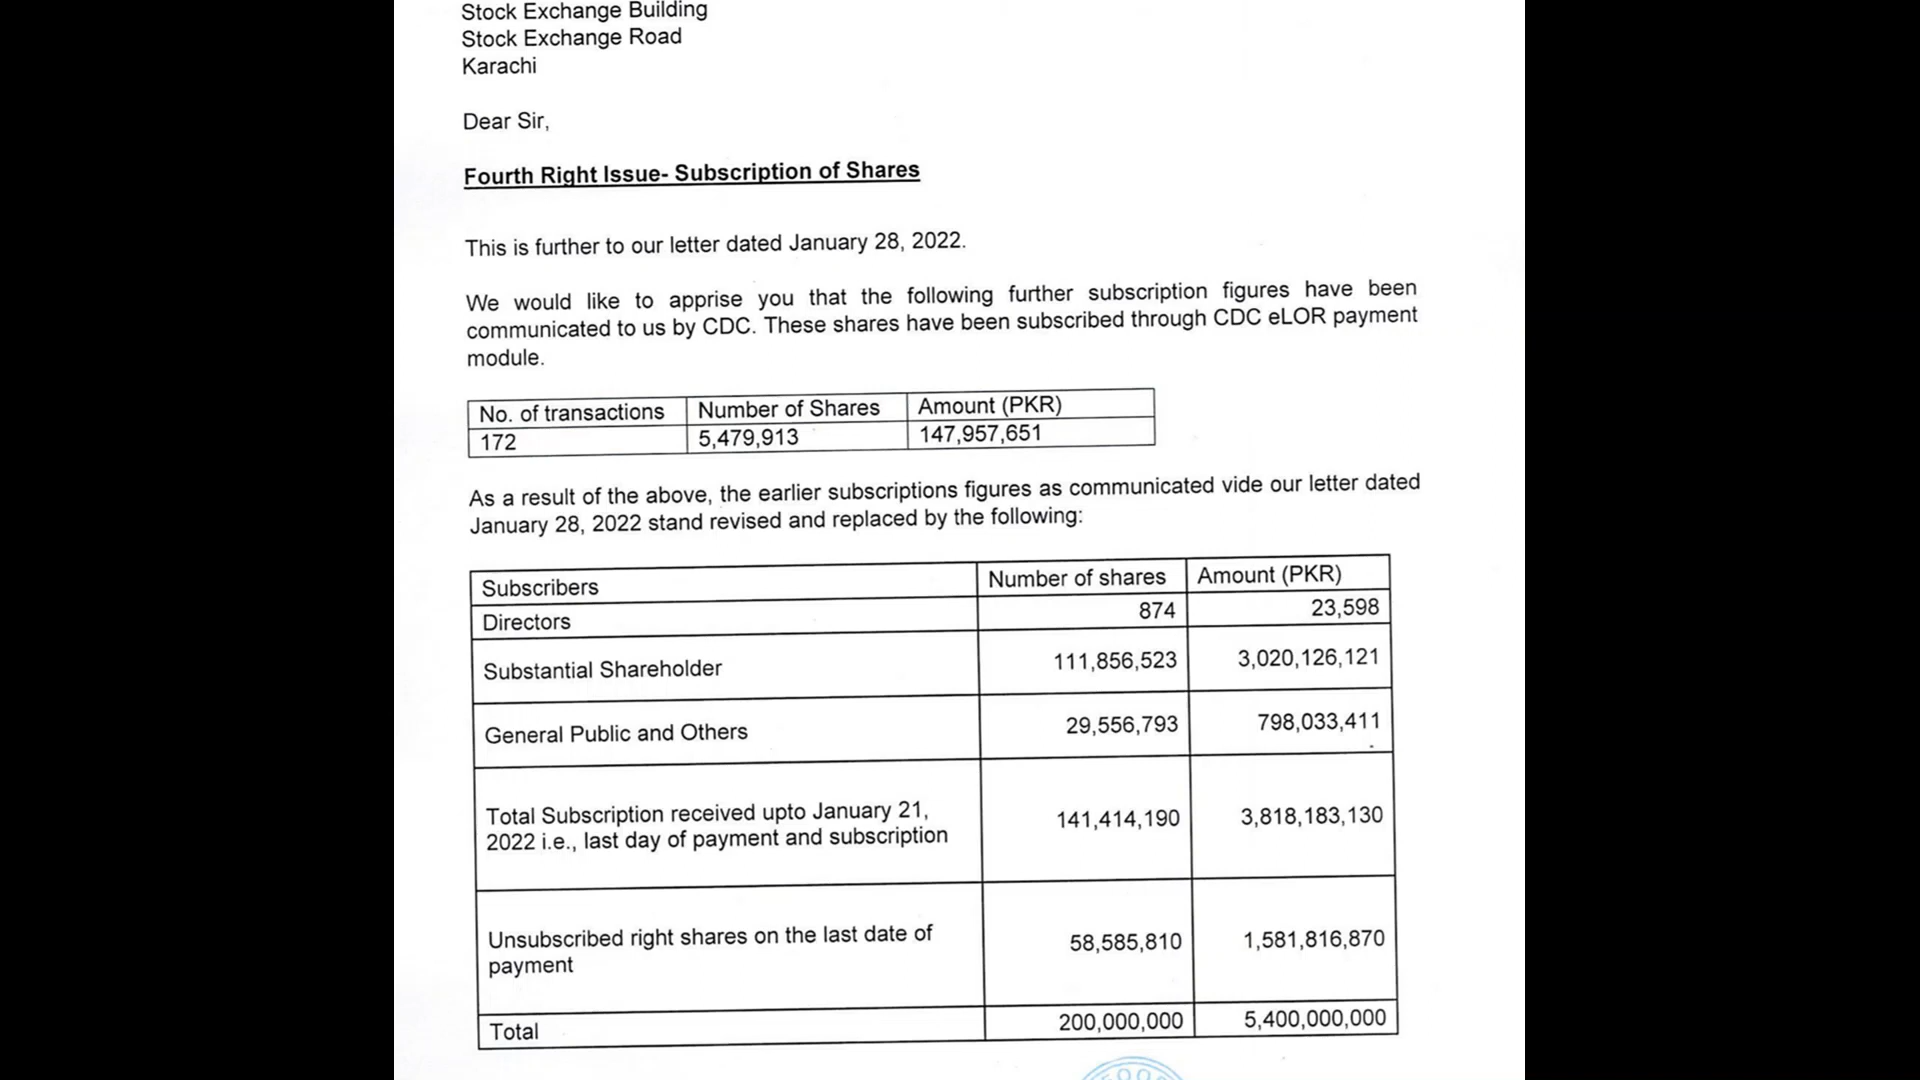 Stock Exchange Building
Stock Exchange Road
Karachi
Dear Sir,
Fourth Right Issue- Subscription of Shares
This is further to our letter dated January 28, 2022.
We would like to apprise you that the following further subscription figures have been
communicated to us by CDC. These shares have been subscribed through CDC eLOR payment
module.
No. of transactions Number of Shares Amount (PKR)
172 5,479,913 147,957,651
As a result of the above, the earlier subscriptions figures as communicated vide our letter dated
January 28, 2022 stand revised and replaced by the following:
Subscribers Number of shares Amount (PKR)
Directors 874 23,598
Substantial Shareholder 111,856,523 3,020,126,121
General Public and Others 29,556,793 798,033,411
Total Subscription received upto January 21,
2022 i.e., last day of payment and subscription 141,414,190 3,818,183,130
Unsubscribed right shares on the last date of
payment 58,585,810 1,581,816,870
Total 200,000,000 5,400,000,000